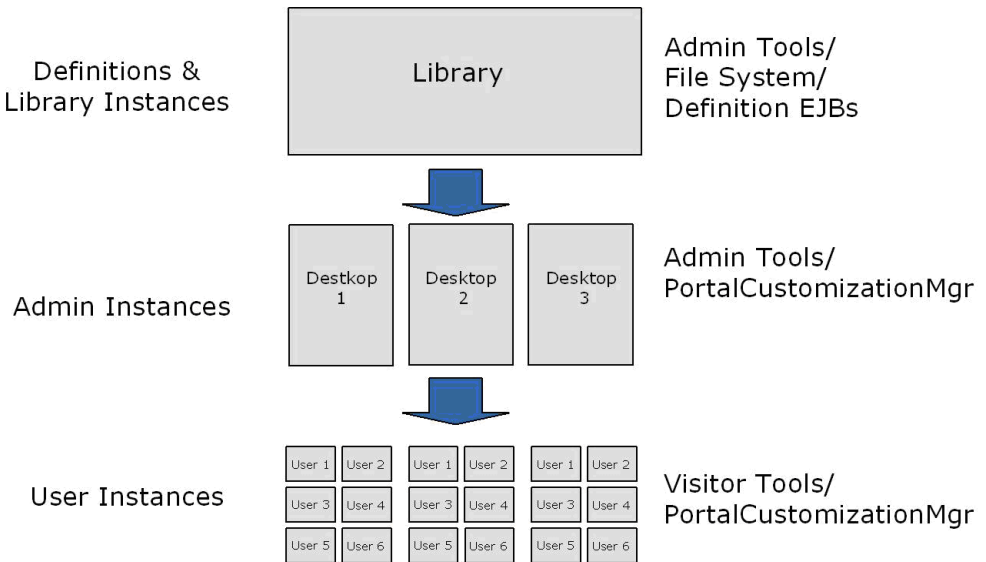 Definitions &
Library Instances
Library
Admin Tools/
File System/
Definition EJBs
Admin Instances
Destkop
1
Desktop
2
Desktop
3
Admin Tools/
PortalCustomizationMgr
User Instances
User 1 User 2 User 1 User 2 User 1 User 2
User 3 User 4 User 3 User 4 User 3 User 4
User 5 User 6 User 5 User 6 User 5 User 6
Visitor Tools/
PortalCustomizationMgr